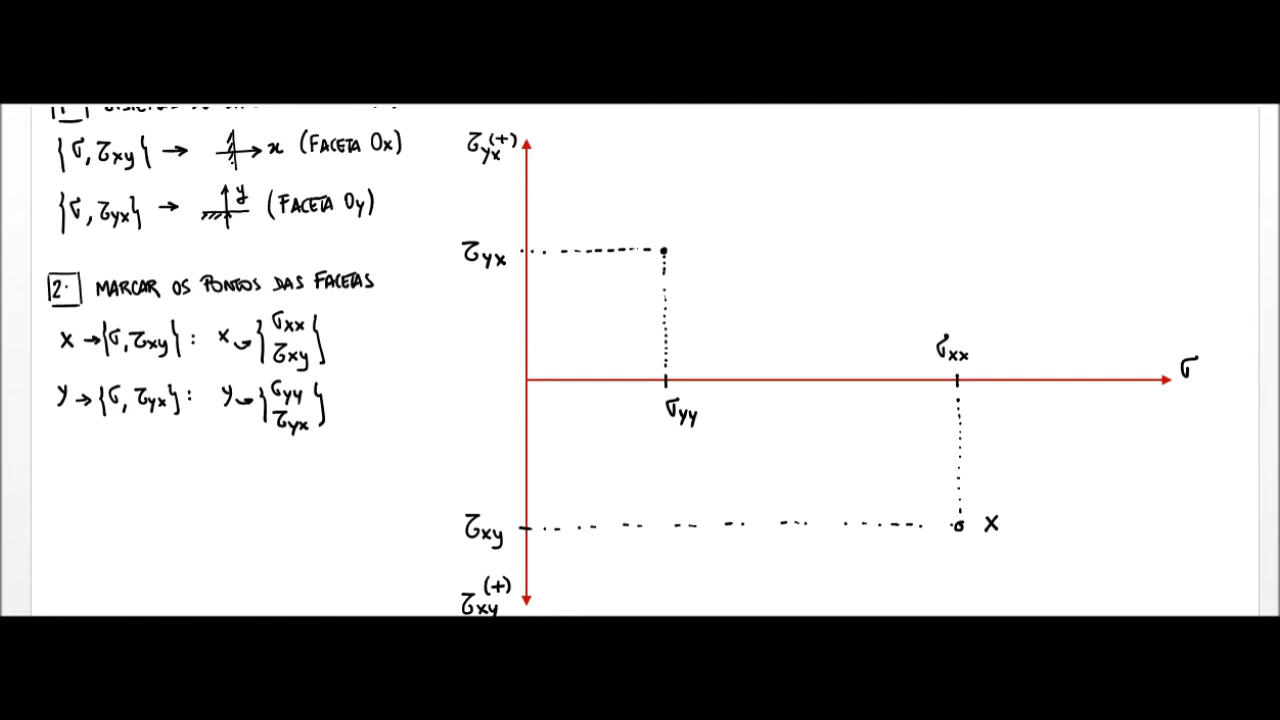 {σ, τxy} → x (FACETA Ox)
{σ, τyx} → y (FACETA Oy)
2. MARCAR OS PONTOS DAS FACETAS
x → {σ, τxy} : x → {σxx
τxy}
y → {σ, τyx} : y → {σyy
τyx}
τyx (+)
τyx
σxx
σ
σyy
τxy
x
τxy (+)